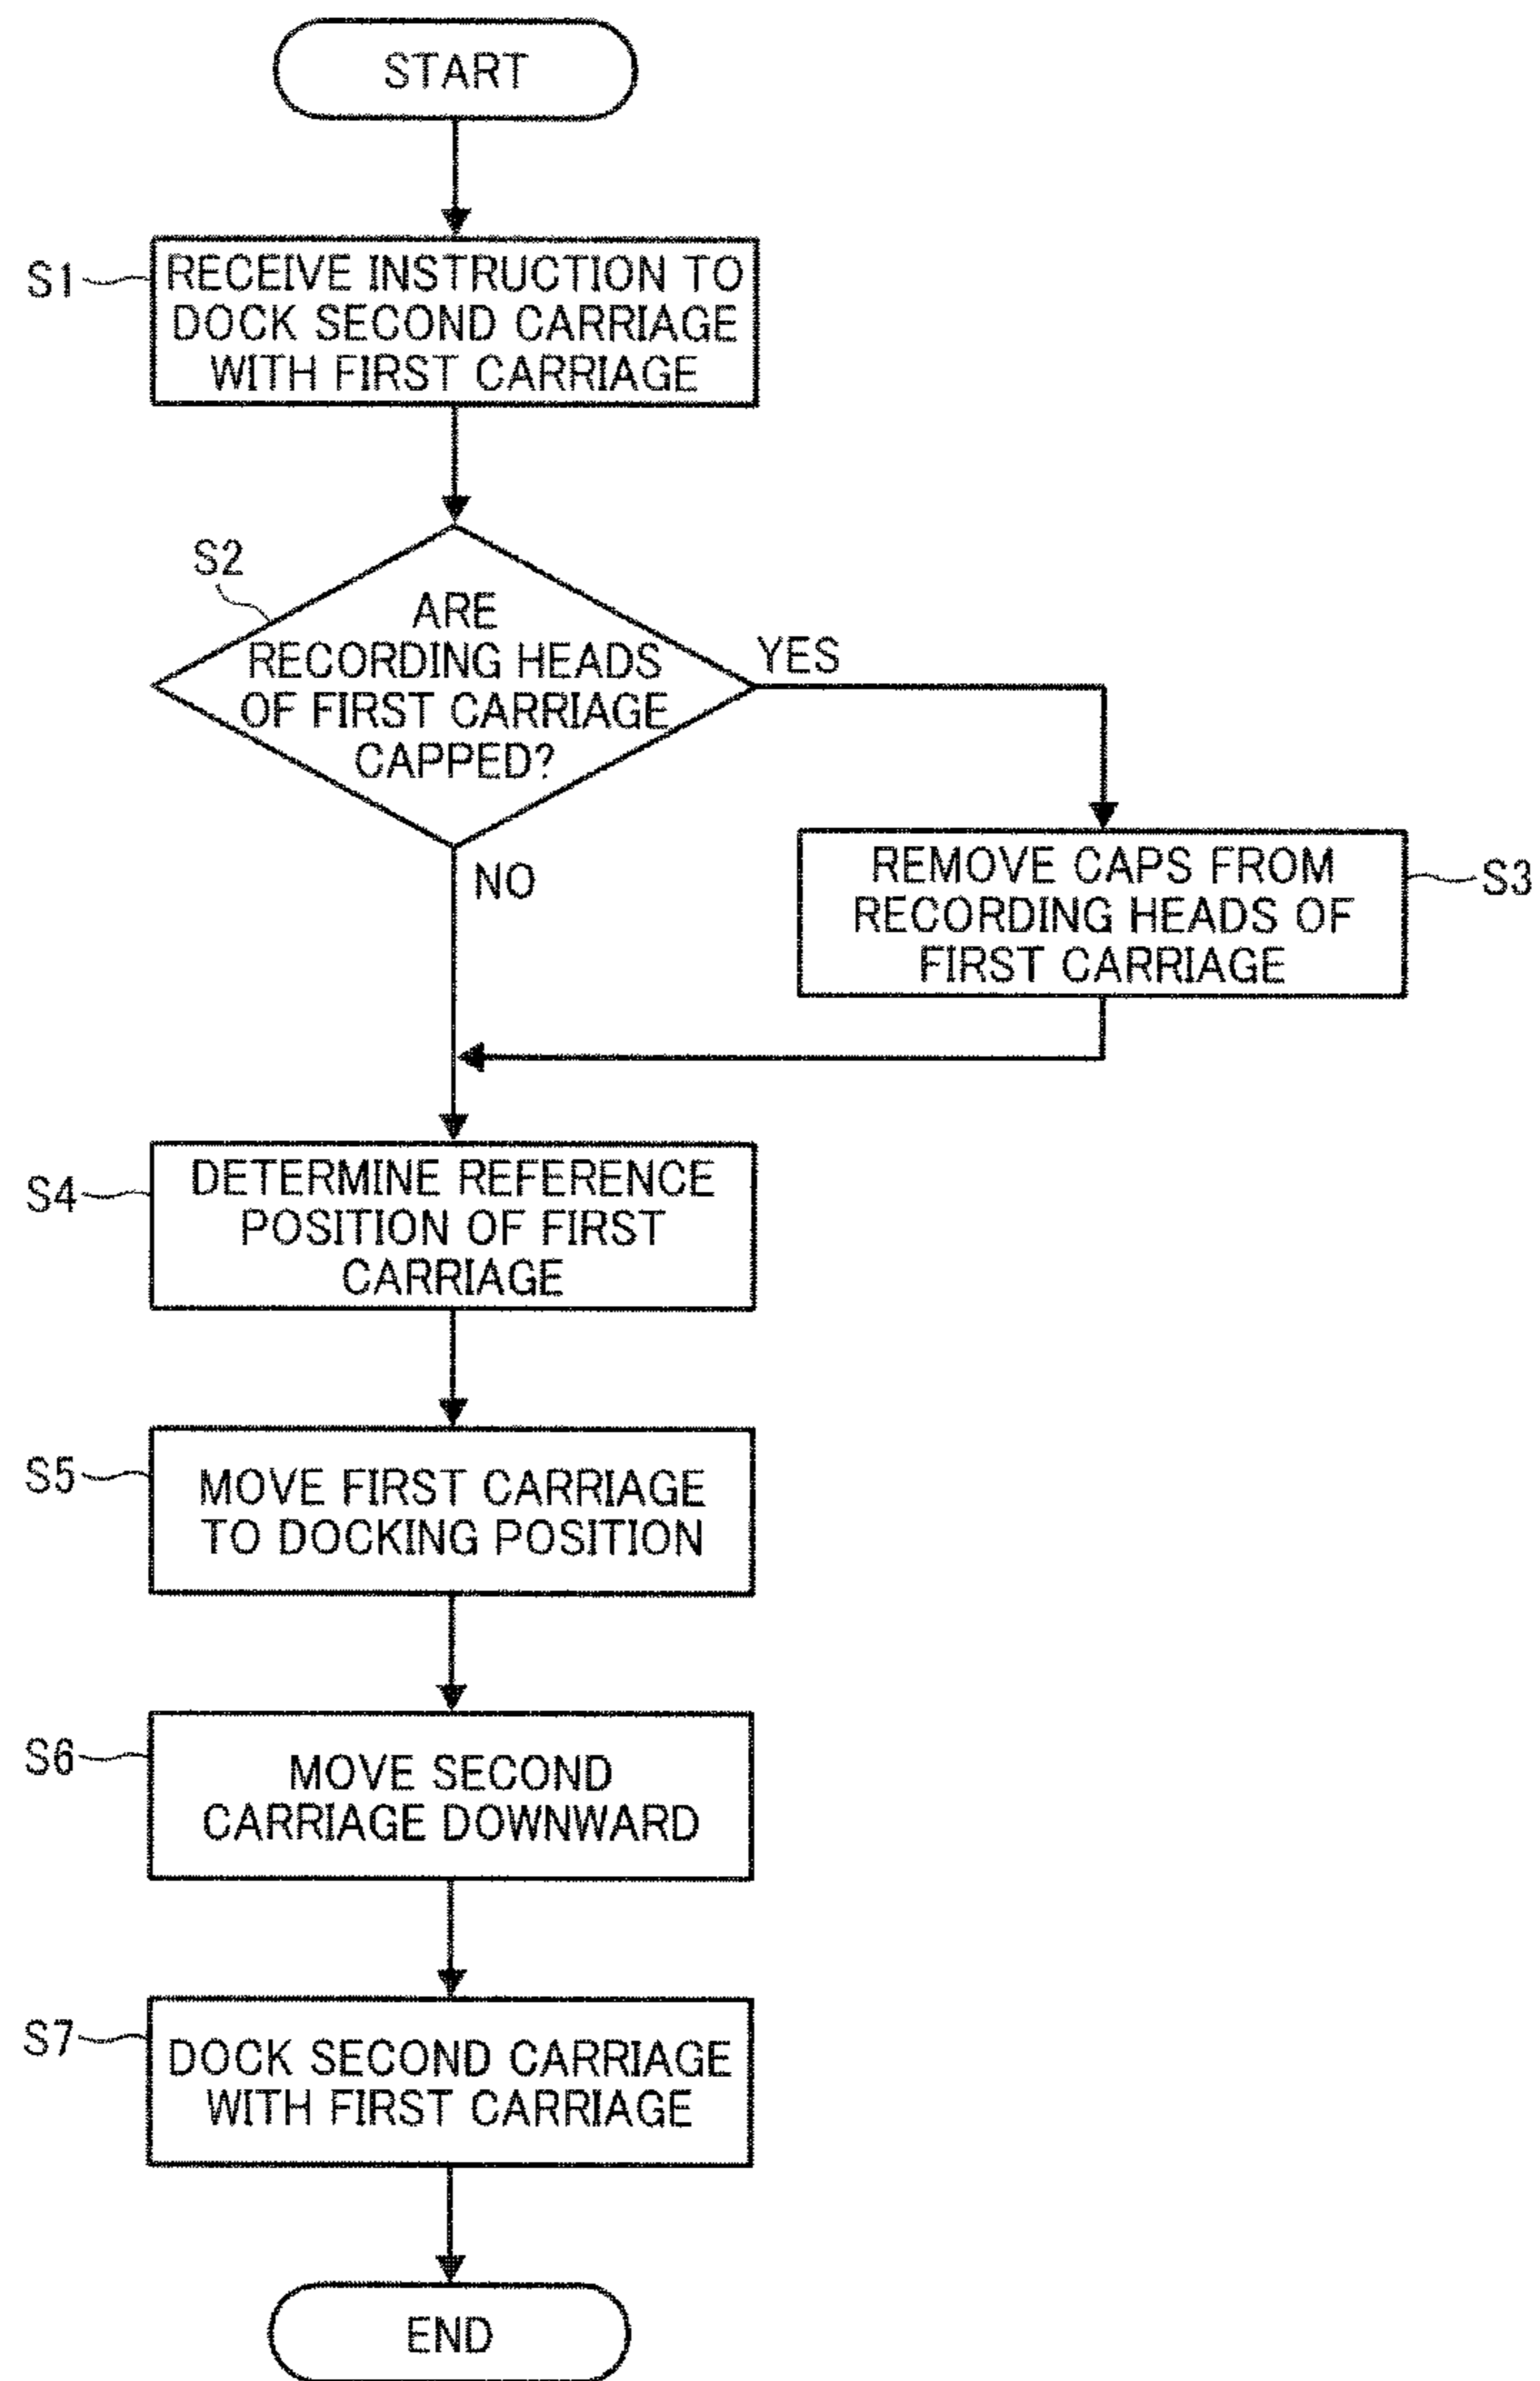 START
S1
RECEIVE INSTRUCTION TO
DOCK SECOND CARRIAGE
WITH FIRST CARRIAGE
S2
ARE
RECORDING HEADS
OF FIRST CARRIAGE
CAPPED?
YES
NO
REMOVE CAPS FROM
RECORDING HEADS OF
FIRST CARRIAGE
S3
S4
DETERMINE REFERENCE
POSITION OF FIRST
CARRIAGE
S5
MOVE FIRST CARRIAGE
TO DOCKING POSITION
S6
MOVE SECOND
CARRIAGE DOWNWARD
S7
DOCK SECOND CARRIAGE
WITH FIRST CARRIAGE
END